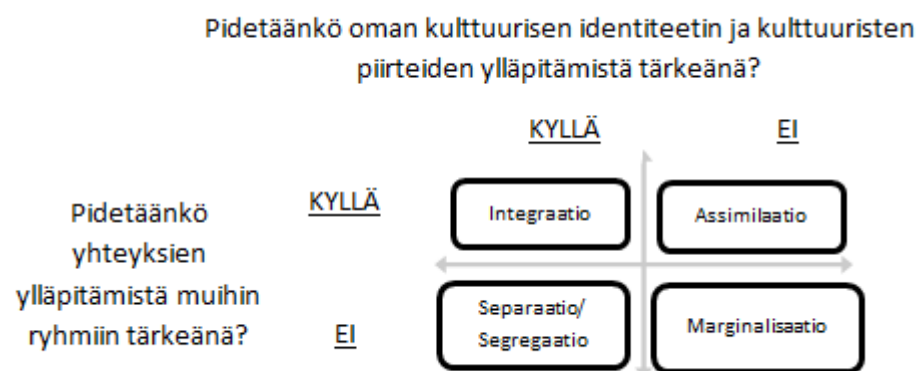 Pidetäänkö oman kulttuurisen identiteetin ja kulttuuristen
piirteiden ylläpitämistä tärkeänä?
KYLLÄ
EI
Pidetäänkö
yhteyksien
ylläpitämistä muihin
ryhmiin tärkeänä?
KYLLÄ
Integraatio
Assimilaatio
EI
Separaatio/
Segregaatio
Marginalisaatio